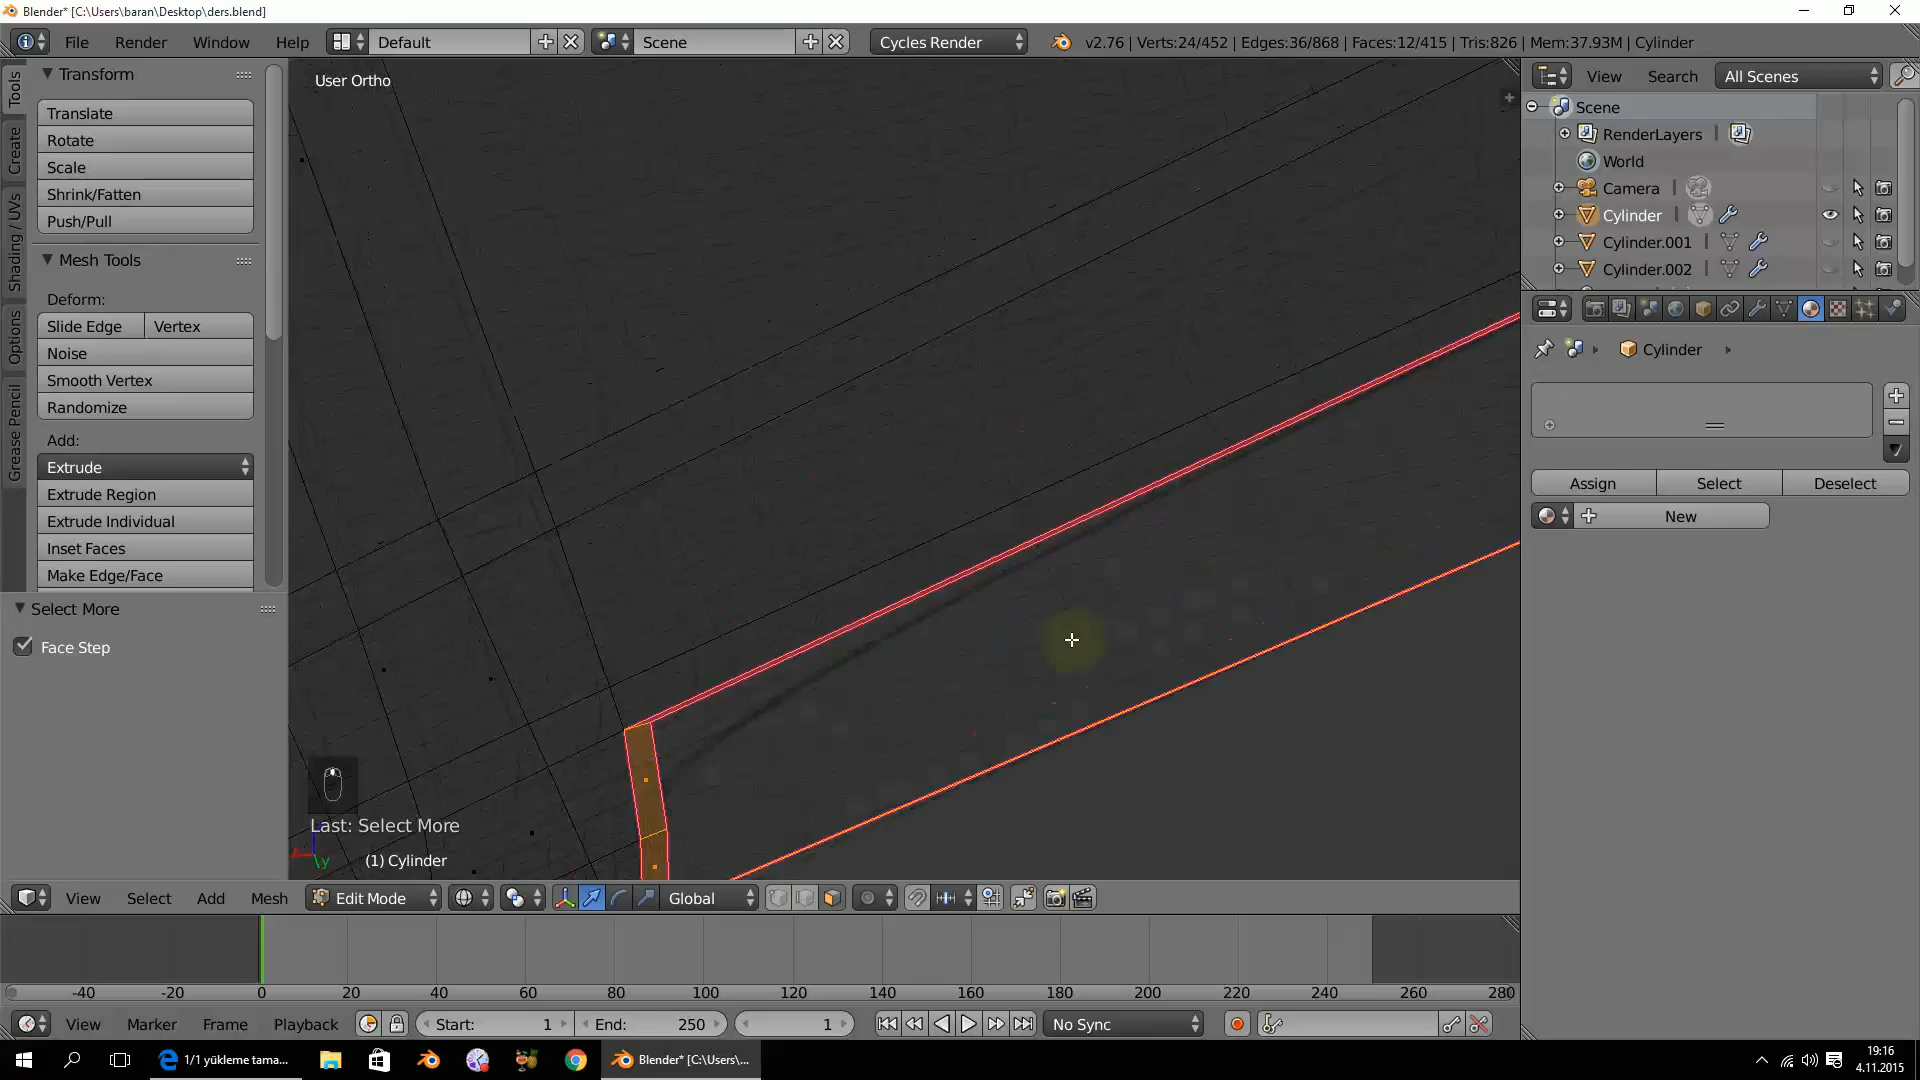 Blender* [C:\Users\baran\Desktop\ders.blend]
File Render Window Help Default Scene Cycles Render v2.76 | Verts:24/452 | Edges:36/868 | Faces:12/415 | Tris:826 | Mem:37.93M | Cylinder
Tools
Create
Shading / UVs
Options
Grease Pencil
Transform
Translate
Rotate
Scale
Shrink/Fatten
Push/Pull
Mesh Tools
Deform:
Slide Edge Vertex
Noise
Smooth Vertex
Randomize
Add:
Extrude
Extrude Region
Extrude Individual
Inset Faces
Make Edge/Face
Select More
Face Step
User Ortho
Last: Select More
(1) Cylinder
y
View Search All Scenes
Scene
RenderLayers
World
Camera
Cylinder
Cylinder.001
Cylinder.002
Cylinder
Assign Select Deselect
New
View Select Add Mesh Edit Mode Global
-40 -20 0 20 40 60 80 100 120 140 160 180 200 220 240 260 280
View Marker Frame Playback Start: 1 End: 250 1 No Sync
1/1 yükleme tama... Blender* [C:\Users\... 19:16
4.11.2015